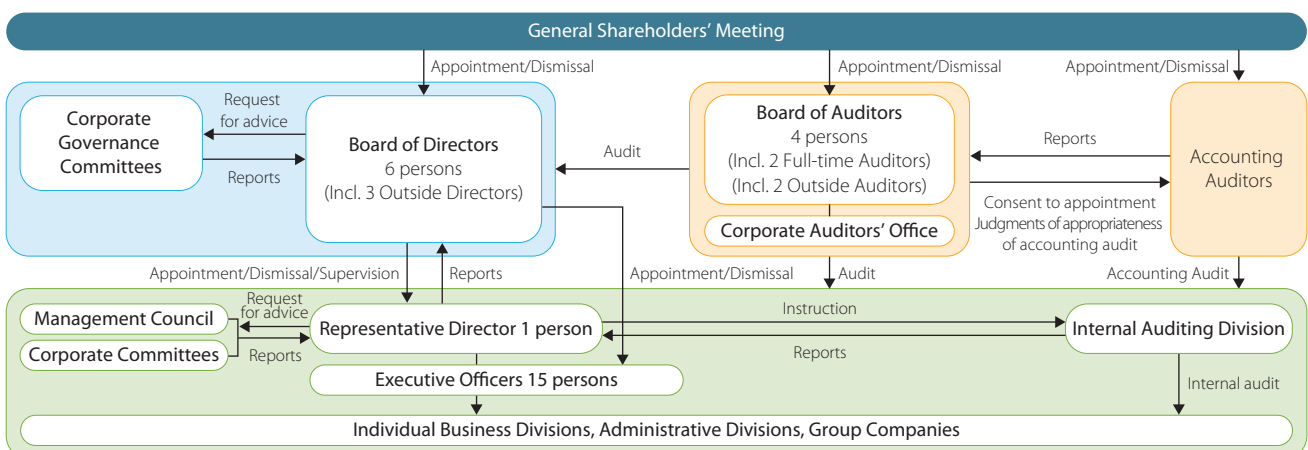 General Shareholders’ Meeting
Appointment/Dismissal
Appointment/Dismissal
Appointment/Dismissal
Corporate
Governance
Committees
Request
for advice
Reports
Board of Directors
6 persons
(Incl. 3 Outside Directors)
Audit
Board of Auditors
4 persons
(Incl. 2 Full-time Auditors)
(Incl. 2 Outside Auditors)
Corporate Auditors’ Office
Reports
Consent to appointment
Judgments of appropriateness
of accounting audit
Accounting
Auditors
Appointment/Dismissal/Supervision
Reports
Appointment/Dismissal
Audit
Accounting Audit
Management Council
Corporate Committees
Request
for advice
Reports
Representative Director 1 person
Instruction
Reports
Internal Auditing Division
Executive Officers 15 persons
Internal audit
Individual Business Divisions, Administrative Divisions, Group Companies